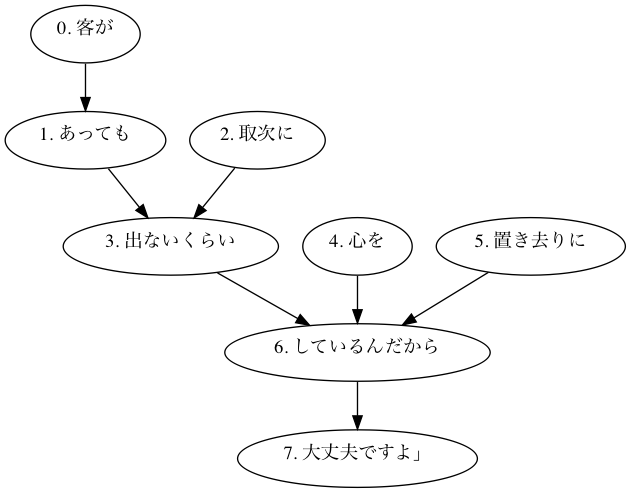 0. 客が
1. あっても
2. 取次に
3. 出ないくらい
4. 心を
5. 置き去りに
6. しているんだから
7. 大丈夫ですよ」